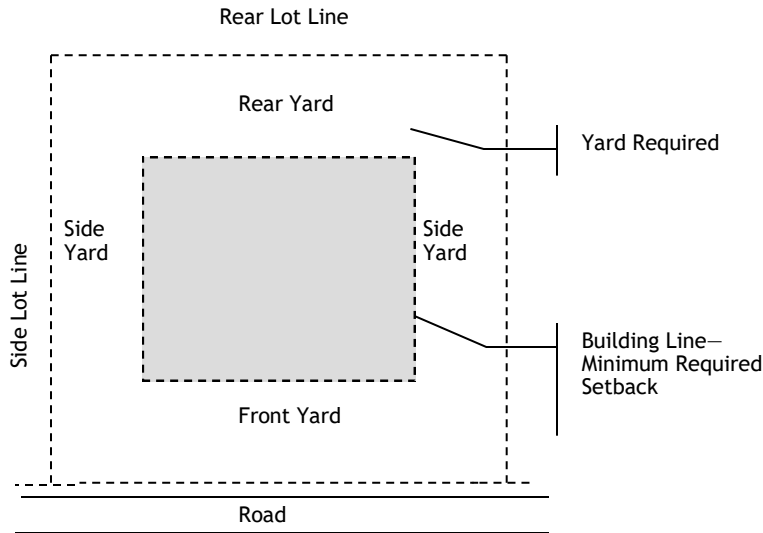 Rear Lot Line
Rear Yard
Yard Required
Side
Yard
Side
Yard
Side Lot Line
Building Line—
Minimum Required
Setback
Front Yard
Road